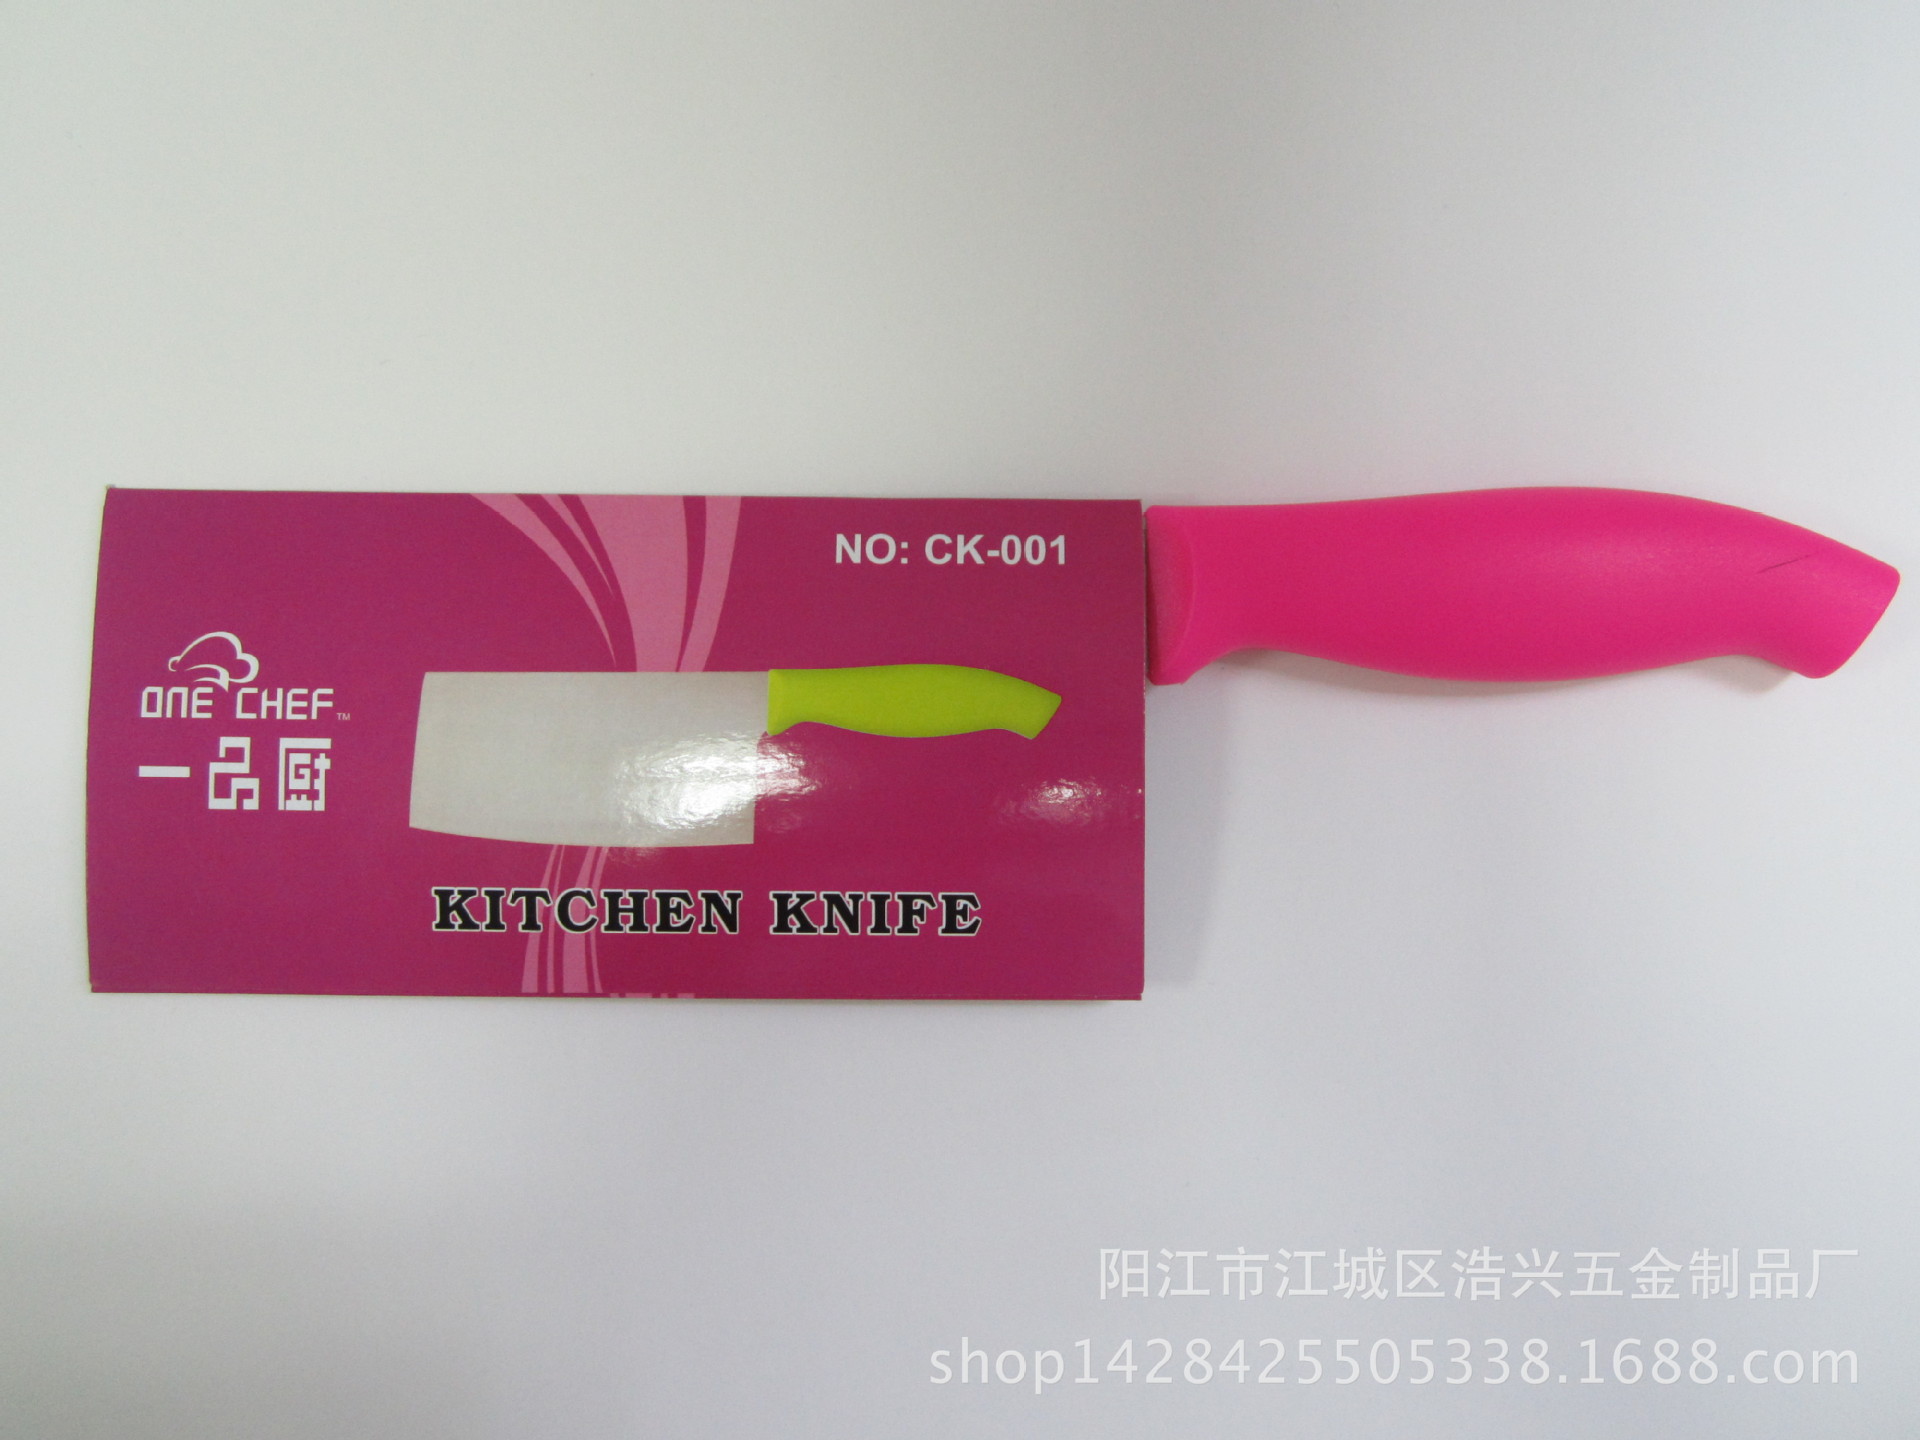 NO: CK-001
ONE CHEF™
一品厨
KITCHEN KNIFE
阳江市江城区浩兴五金制品厂
shop1428425505338.1688.com